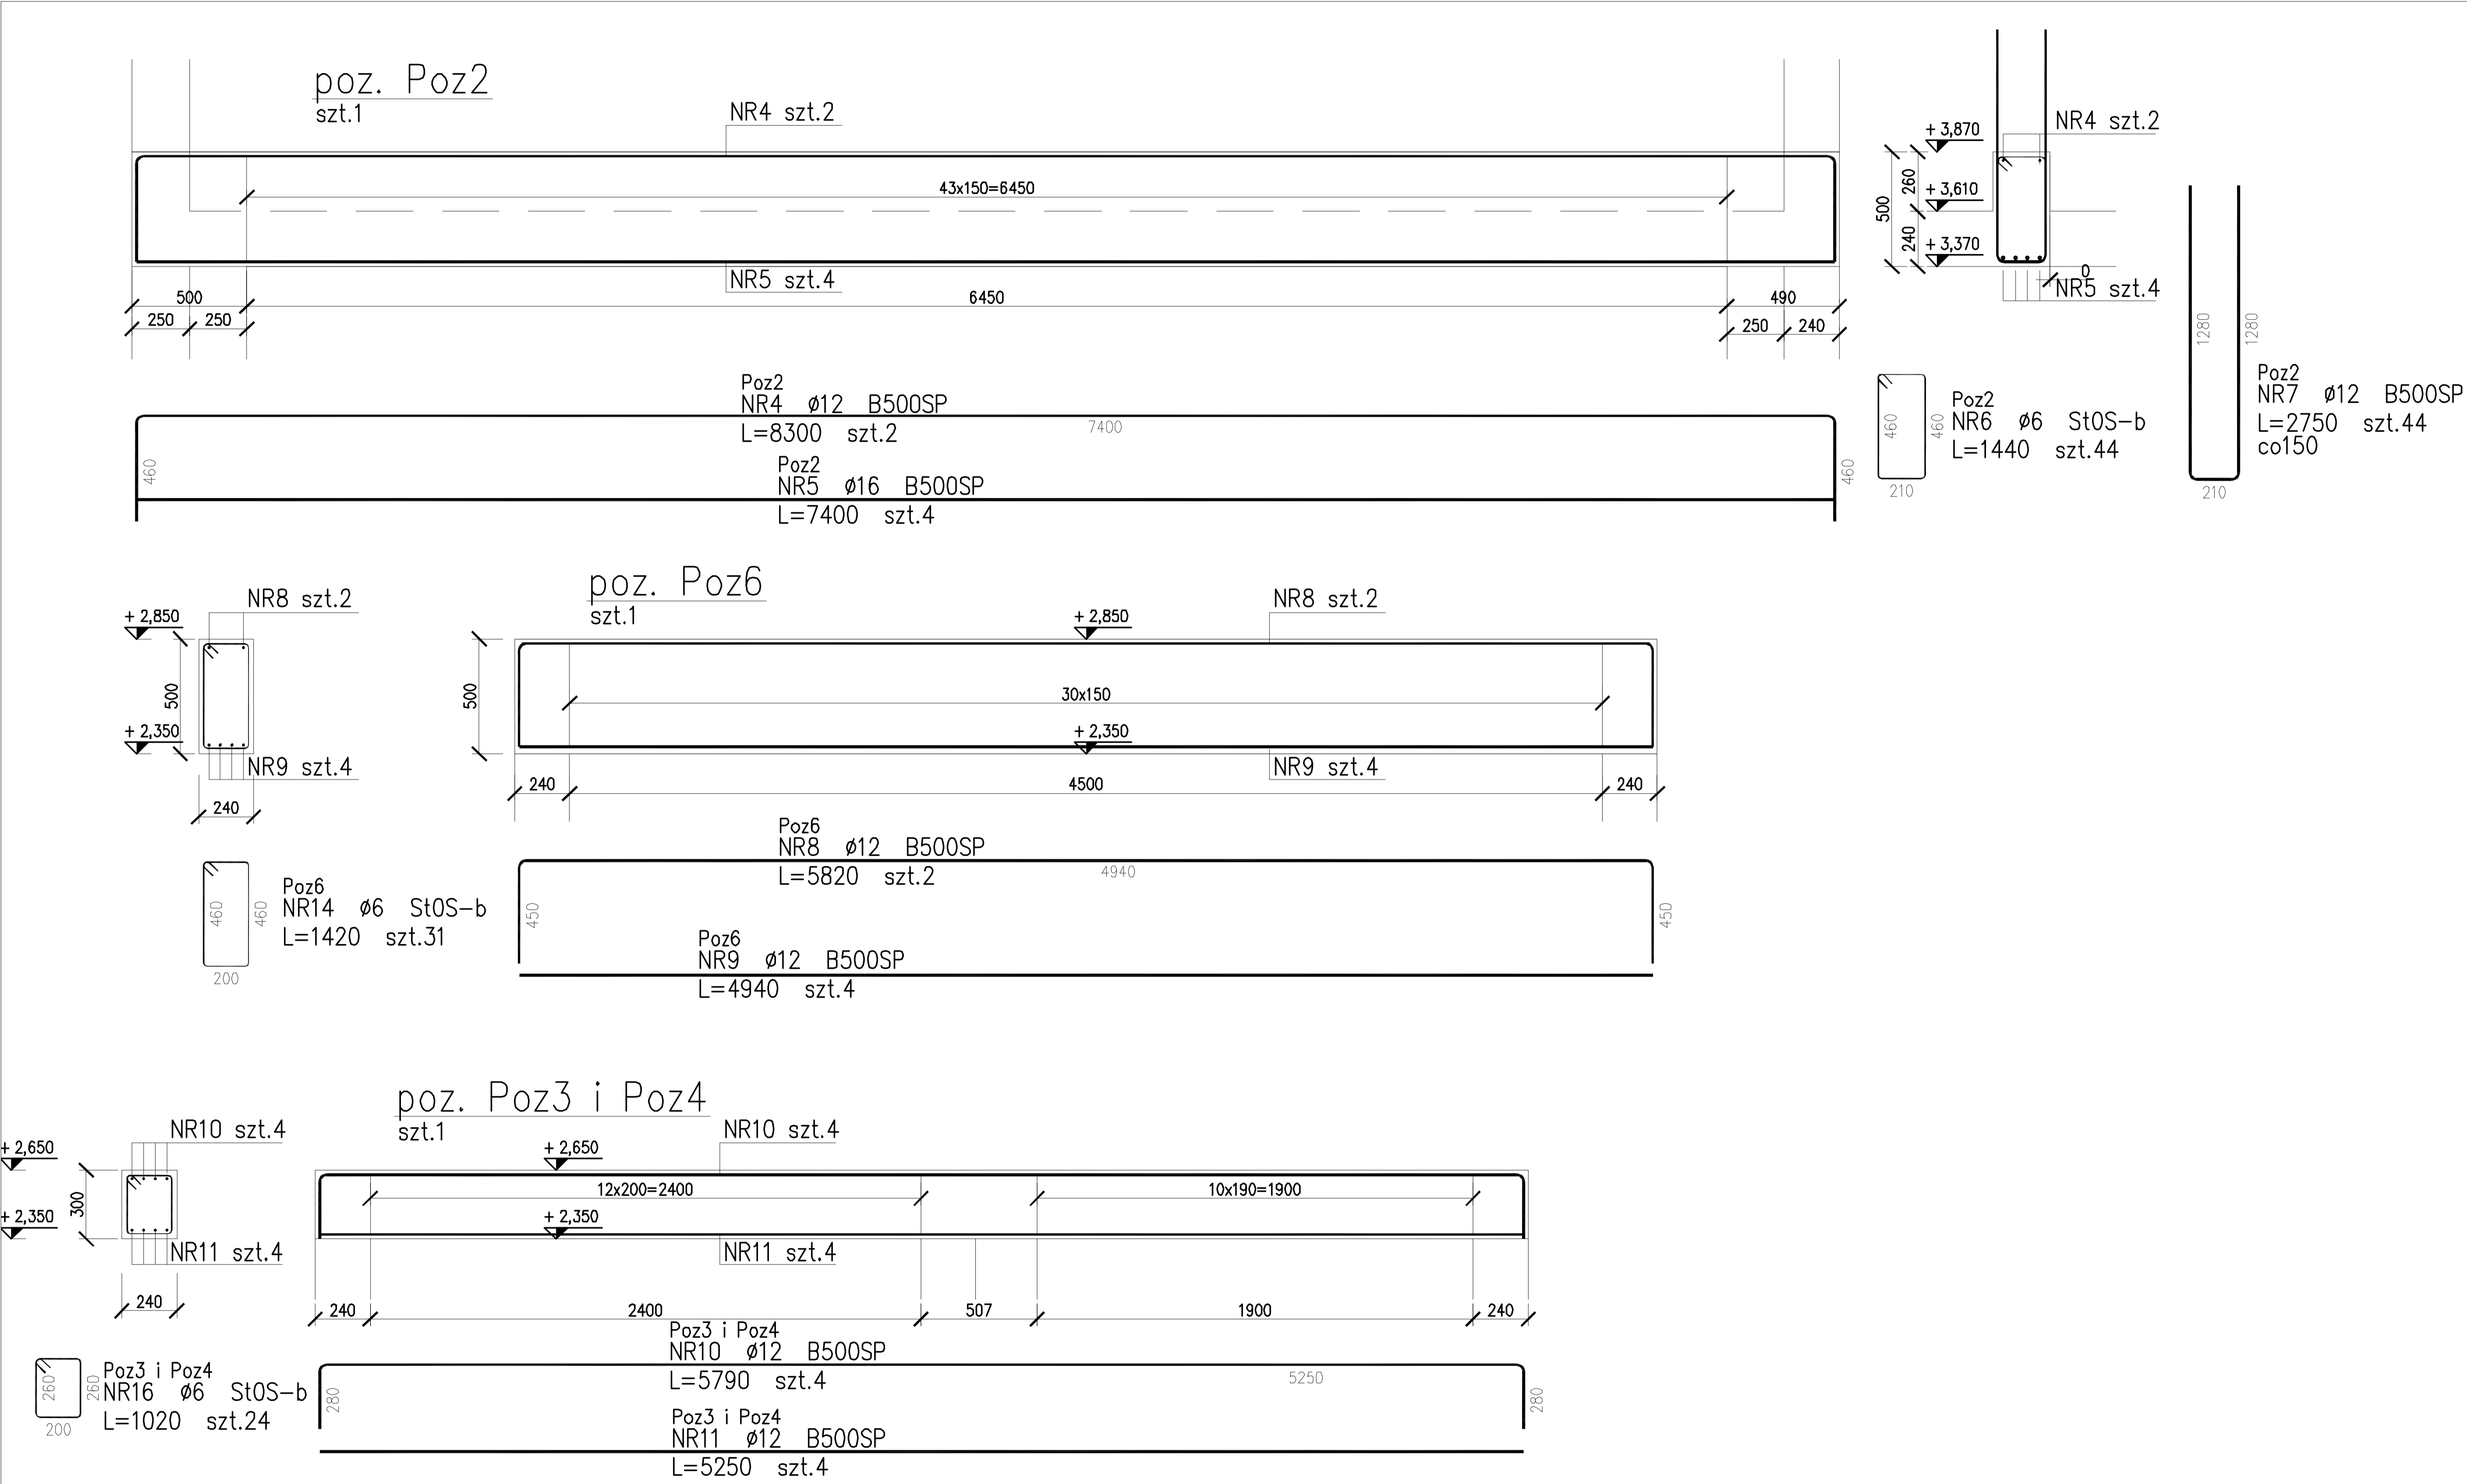 poz. Poz2
szt.1
NR4 szt.2
43x150=6450
NR5 szt.4
500
6450
490
250
250
250
240
+ 3,870
+ 3,610
+ 3,370
500
260
240
NR4 szt.2
0
NR5 szt.4
Poz2
NR4 ø12 B500SP
L=8300 szt.2
7400
460
460
Poz2
NR5 ø16 B500SP
L=7400 szt.4
460
460
210
Poz2
NR6 ø6 St0S-b
L=1440 szt.44
1280
1280
210
Poz2
NR7 ø12 B500SP
L=2750 szt.44
co150
poz. Poz6
szt.1
NR8 szt.2
+ 2,850
500
+ 2,350
NR9 szt.4
240
+ 2,850
NR8 szt.2
500
30x150
+ 2,350
NR9 szt.4
240
4500
240
Poz6
NR14 ø6 St0S-b
L=1420 szt.31
460
460
200
Poz6
NR8 ø12 B500SP
L=5820 szt.2
4940
450
450
Poz6
NR9 ø12 B500SP
L=4940 szt.4
poz. Poz3 i Poz4
szt.1
NR10 szt.4
+ 2,650
300
+ 2,350
NR11 szt.4
240
+ 2,650
NR10 szt.4
12x200=2400
10x190=1900
+ 2,350
NR11 szt.4
240
2400
507
1900
240
260
260
200
Poz3 i Poz4
NR16 ø6 St0S-b
L=1020 szt.24
Poz3 i Poz4
NR10 ø12 B500SP
L=5790 szt.4
5250
280
280
Poz3 i Poz4
NR11 ø12 B500SP
L=5250 szt.4